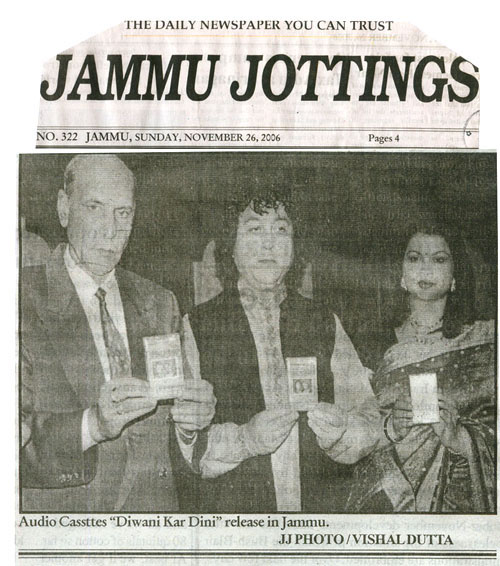 THE DAILY NEWSPAPER YOU CAN TRUST
JAMMU JOTTINGS
NO. 322 JAMMU, SUNDAY, NOVEMBER 26, 2006 Pages 4
Audio Cassttes "Diwani Kar Dini" release in Jammu.
JJ PHOTO / VISHAL DUTTA